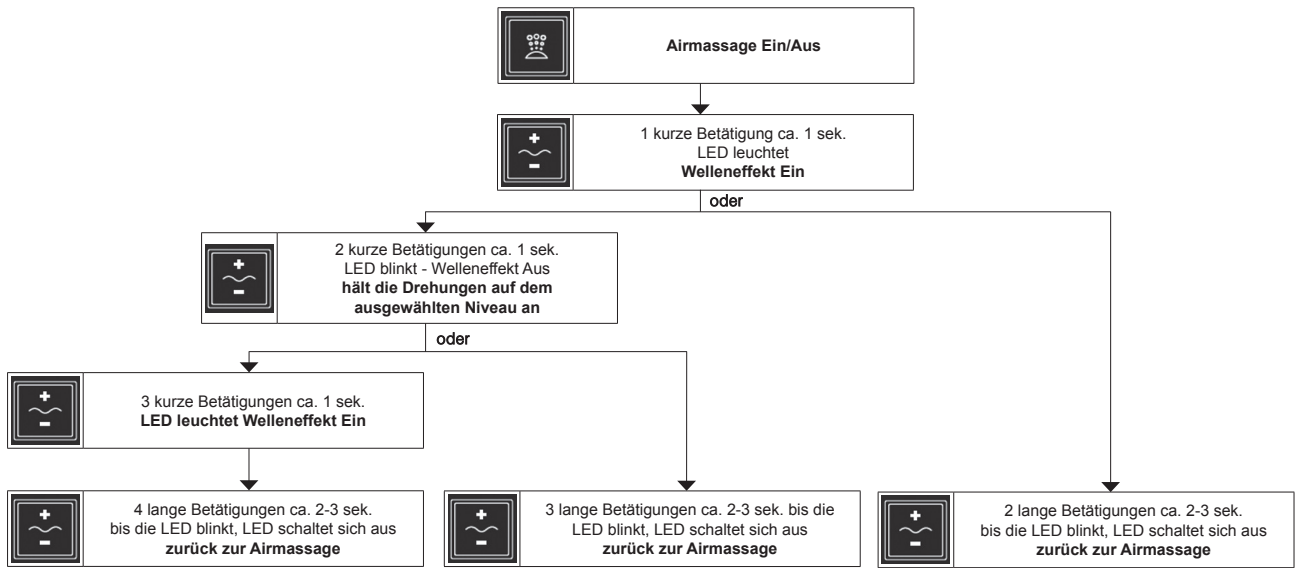 Airmassage Ein/Aus
1 kurze Betätigung ca. 1 sek.
LED leuchtet
Welleneffekt Ein
oder
2 kurze Betätigungen ca. 1 sek.
LED blinkt - Welleneffekt Aus
hält die Drehungen auf dem
ausgewählten Niveau an
oder
3 kurze Betätigungen ca. 1 sek.
LED leuchtet Welleneffekt Ein
4 lange Betätigungen ca. 2-3 sek.
bis die LED blinkt, LED schaltet sich aus
zurück zur Airmassage
3 lange Betätigungen ca. 2-3 sek. bis die
LED blinkt, LED schaltet sich aus
zurück zur Airmassage
2 lange Betätigungen ca. 2-3 sek.
bis die LED blinkt, LED schaltet sich aus
zurück zur Airmassage